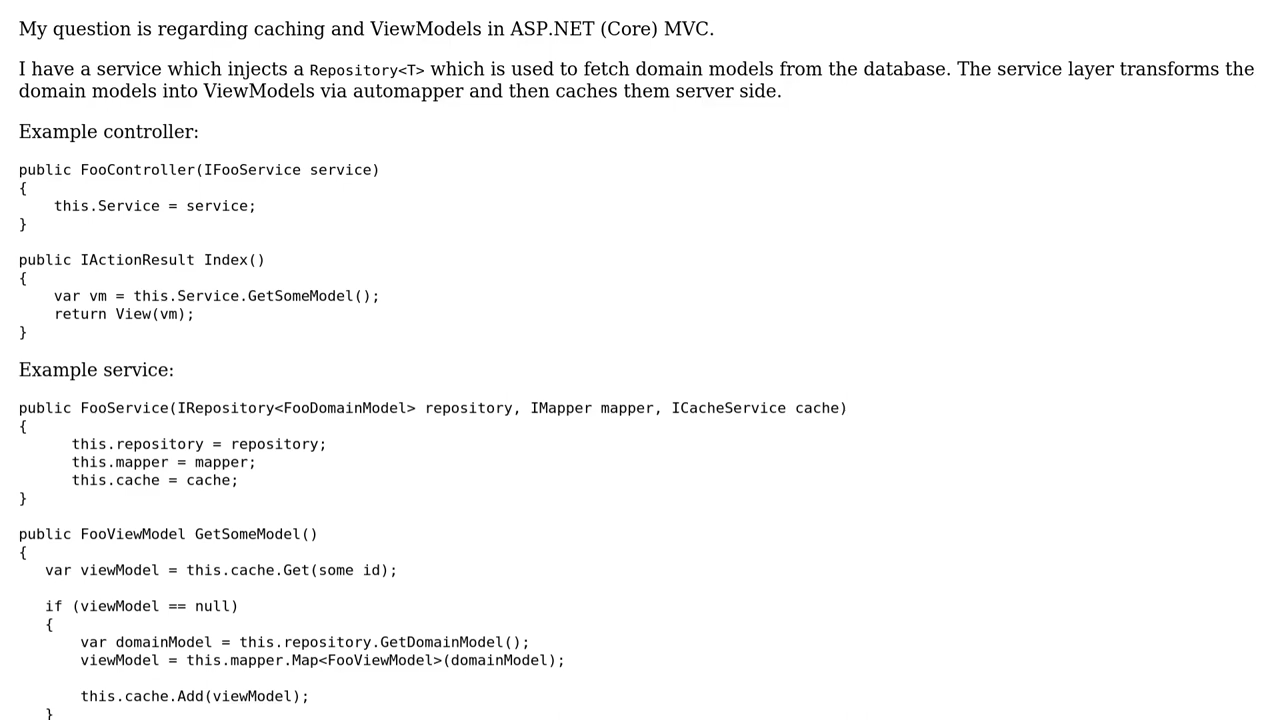 My question is regarding caching and ViewModels in ASP.NET (Core) MVC.
I have a service which injects a Repository<T> which is used to fetch domain models from the database. The service layer transforms the
domain models into ViewModels via automapper and then caches them server side.
Example controller:
public FooController(IFooService service)
{
    this.Service = service;
}
public IActionResult Index()
{
    var vm = this.Service.GetSomeModel();
    return View(vm);
}
Example service:
public FooService(IRepository<FooDomainModel> repository, IMapper mapper, ICacheService cache)
{
      this.repository = repository;
      this.mapper = mapper;
      this.cache = cache;
}
public FooViewModel GetSomeModel()
{
   var viewModel = this.cache.Get(some id);
   if (viewModel == null)
   {
       var domainModel = this.repository.GetDomainModel();
       viewModel = this.mapper.Map<FooViewModel>(domainModel);
       this.cache.Add(viewModel);
   }